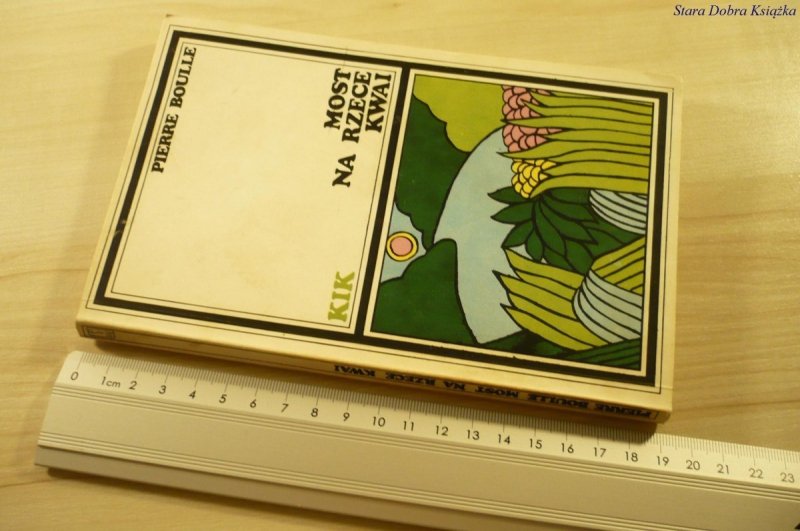 Stara Dobra Książka
PIERRE BOULLE
MOST
NA RZECE
KWAI
KIK
PIERRE BOULLE MOST NA RZECE KWAI
0 1cm 2 3 4 5 6 7 8 9 10 11 12 13 14 15 16 17 18 19 20 21 22 23